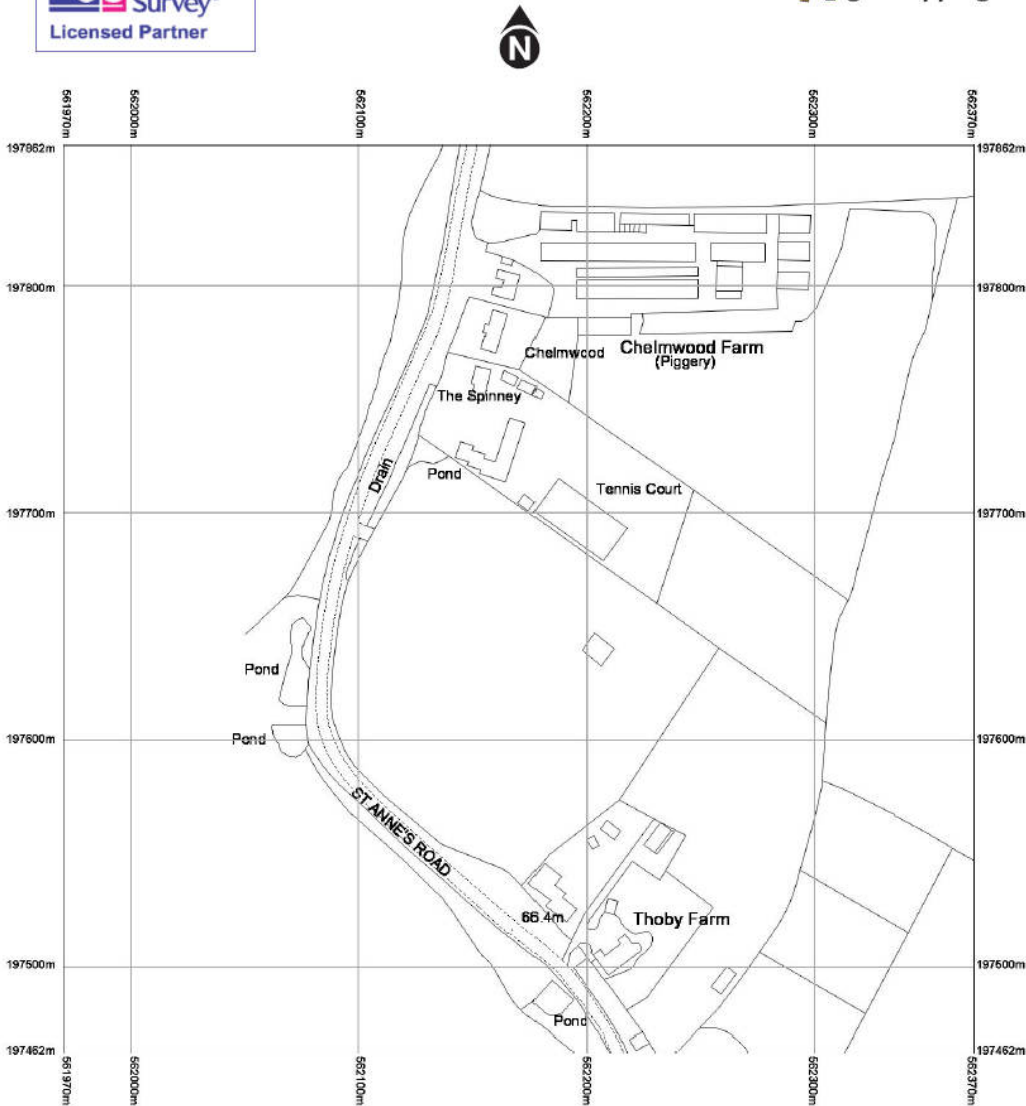 Survey
Licensed Partner
N
561970m
562000m
562100m
562200m
562300m
562370m
197862m
197862m
197800m
197800m
Chelmwood
Chelmwood Farm
(Piggery)
The Spinney
Drain
Pond
Tennis Court
197700m
197700m
Pond
Pond
197600m
197600m
ST ANNE'S ROAD
66.4m
Thoby Farm
197500m
197500m
Pond
197462m
197462m
561970m
562000m
562100m
562200m
562300m
562370m